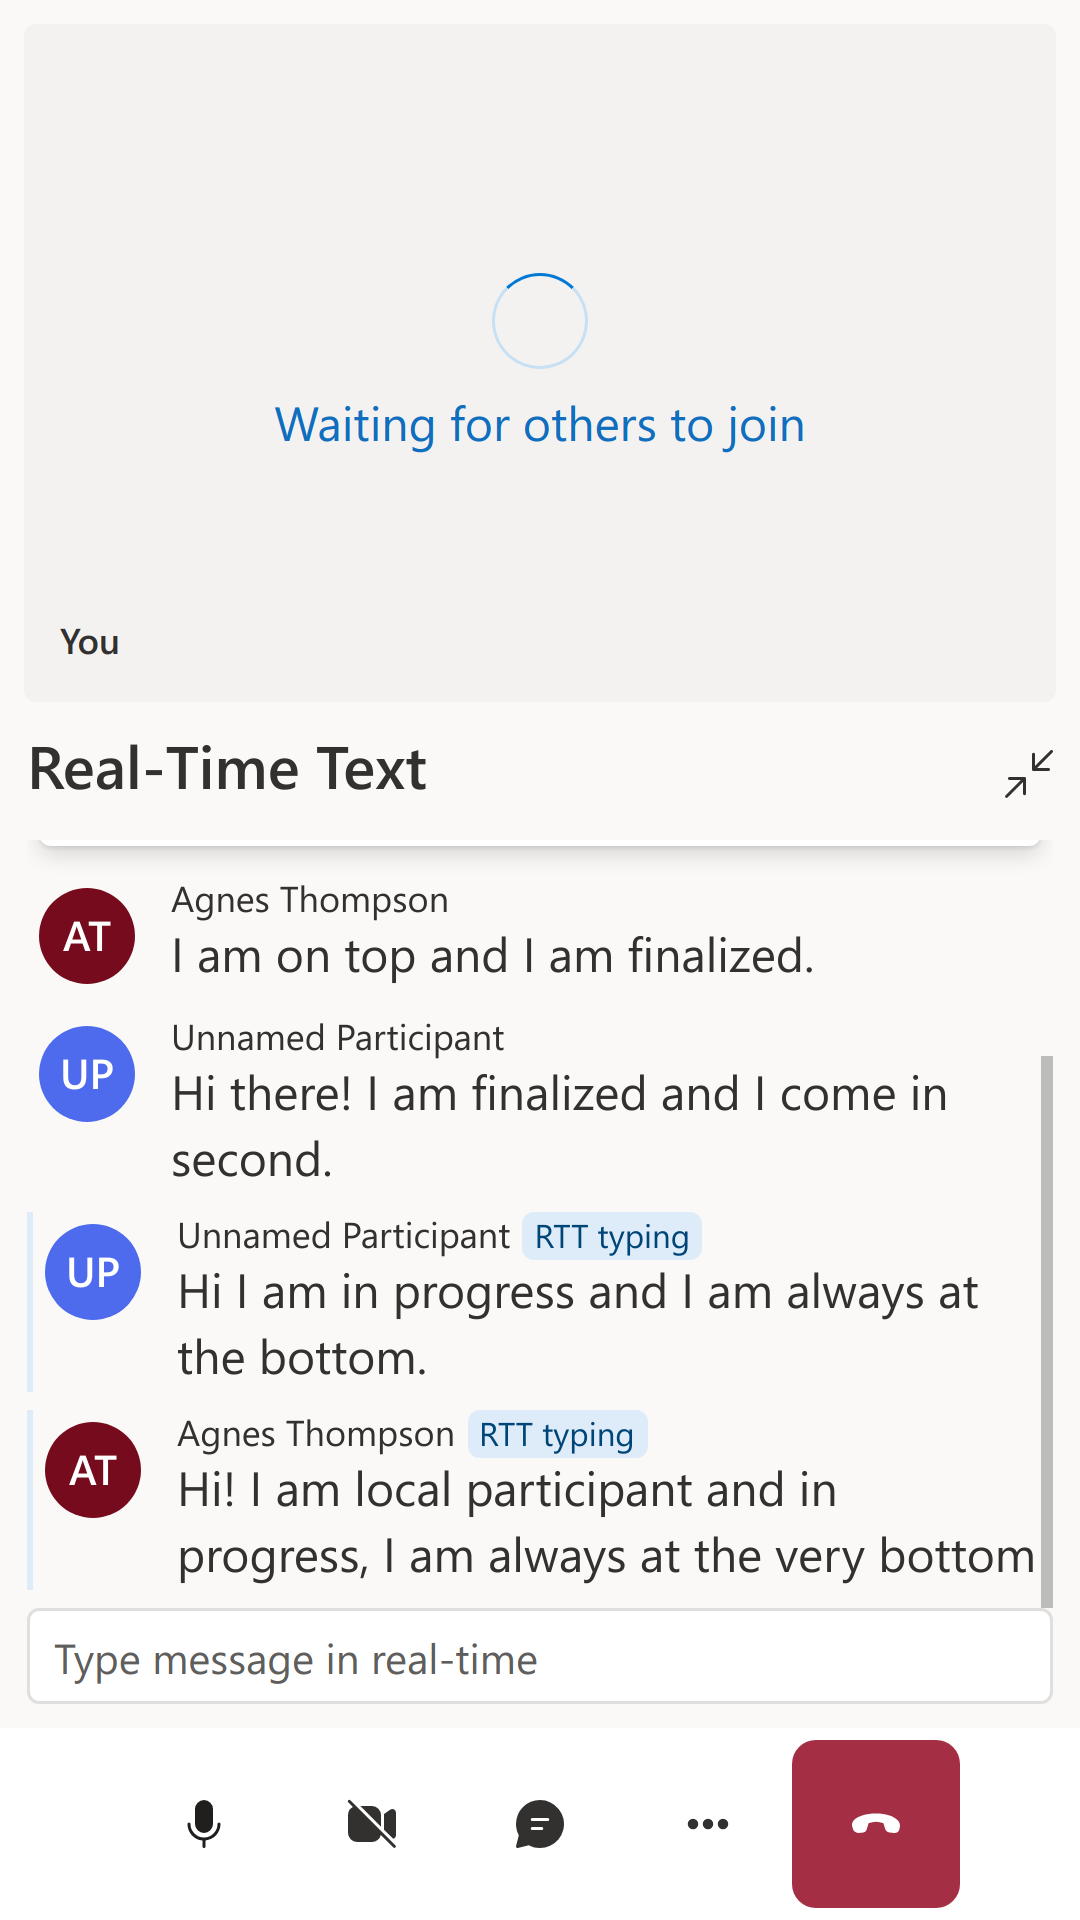 Waiting for others to join
You
Real-Time Text
AT
Agnes Thompson
I am on top and I am finalized.
UP
Unnamed Participant
Hi there! I am finalized and I come in
second.
UP
Unnamed Participant RTT typing
Hi I am in progress and I am always at
the bottom.
AT
Agnes Thompson RTT typing
Hi! I am local participant and in
progress, I am always at the very bottom
Type message in real-time